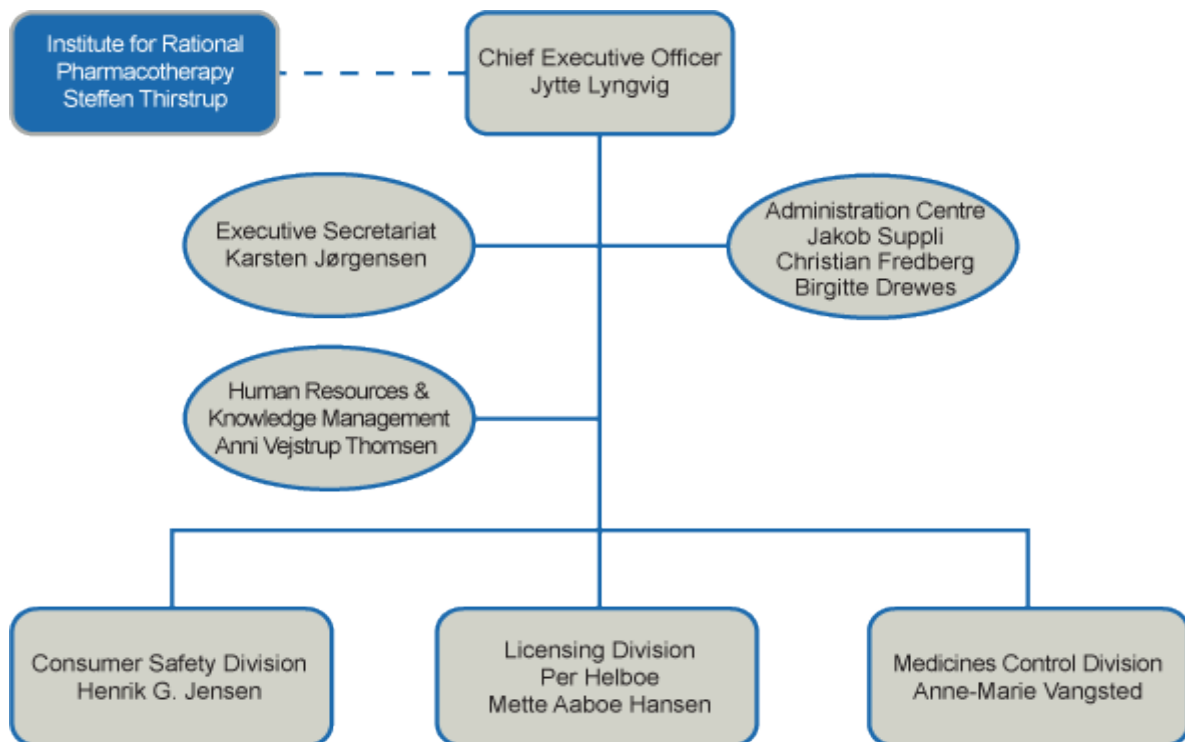 Institute for Rational
Pharmacotherapy
Steffen Thirstrup
Chief Executive Officer
Jytte Lyngvig
Executive Secretariat
Karsten Jørgensen
Administration Centre
Jakob Suppli
Christian Fredberg
Birgitte Drewes
Human Resources &
Knowledge Management
Anni Vejstrup Thomsen
Consumer Safety Division
Henrik G. Jensen
Licensing Division
Per Helboe
Mette Aaboe Hansen
Medicines Control Division
Anne-Marie Vangsted